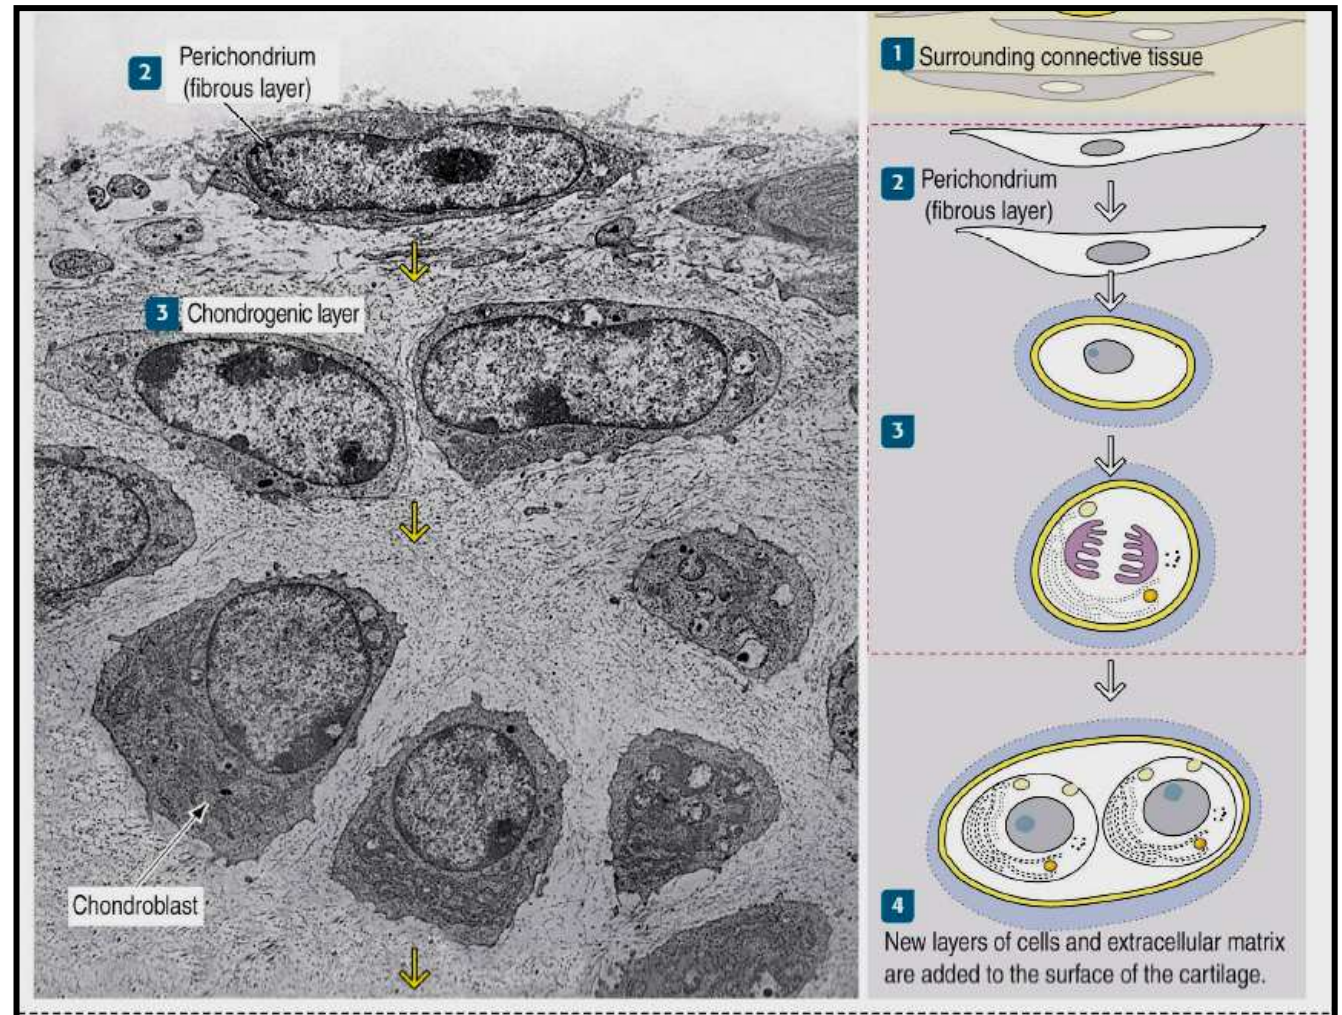 2 Perichondrium
(fibrous layer)
3 Chondrogenic layer
Chondroblast
1 Surrounding connective tissue
2 Perichondrium
(fibrous layer)
3
4
New layers of cells and extracellular matrix
are added to the surface of the cartilage.